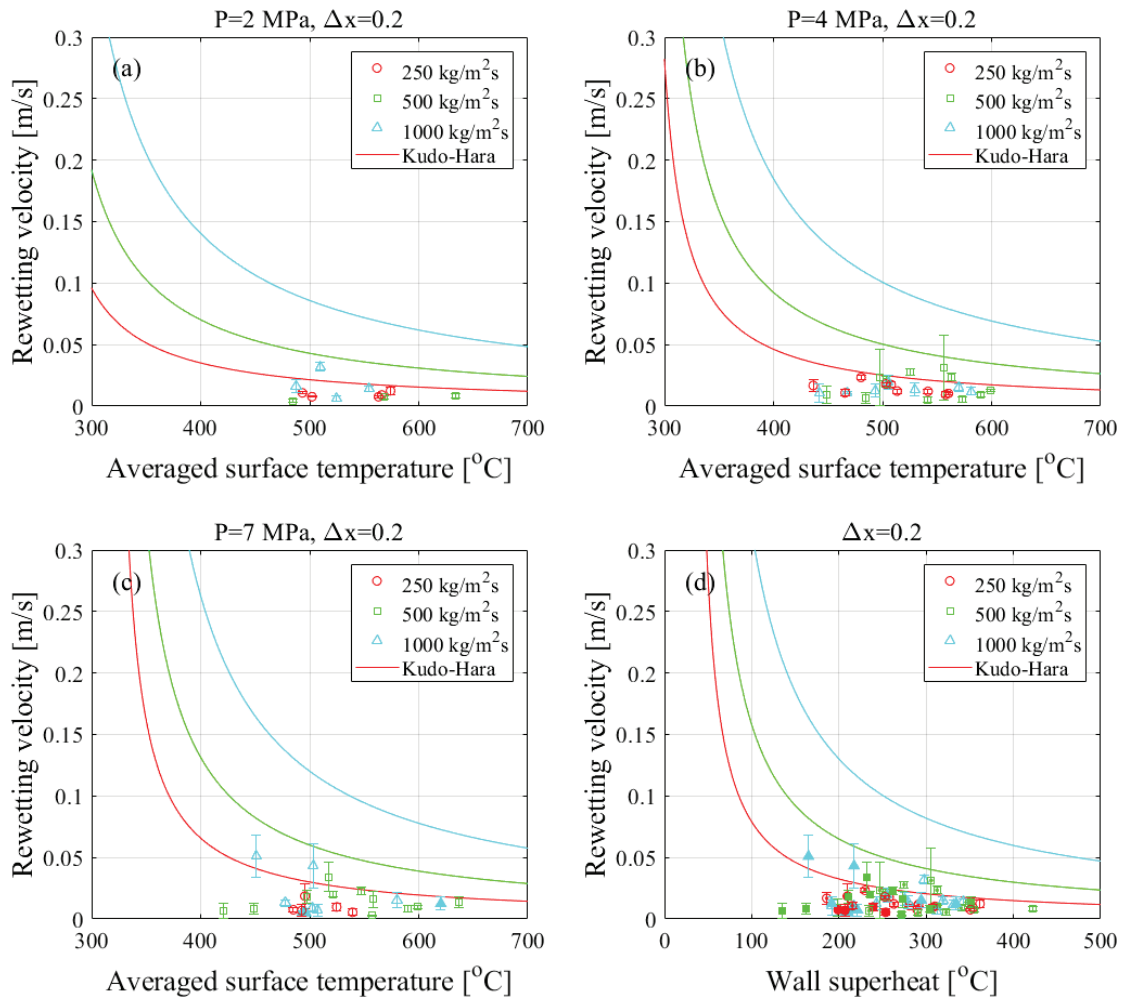 P=2 MPa, Δx=0.2
(a)
0.3
0.25
0.2
0.15
0.1
0.05
0
Rewetting velocity [m/s]
250 kg/m²s
500 kg/m²s
1000 kg/m²s
Kudo-Hara
300 400 500 600 700
Averaged surface temperature [°C]
P=4 MPa, Δx=0.2
(b)
0.3
0.25
0.2
0.15
0.1
0.05
0
Rewetting velocity [m/s]
250 kg/m²s
500 kg/m²s
1000 kg/m²s
Kudo-Hara
300 400 500 600 700
Averaged surface temperature [°C]
P=7 MPa, Δx=0.2
(c)
0.3
0.25
0.2
0.15
0.1
0.05
0
Rewetting velocity [m/s]
250 kg/m²s
500 kg/m²s
1000 kg/m²s
Kudo-Hara
300 400 500 600 700
Averaged surface temperature [°C]
Δx=0.2
(d)
0.3
0.25
0.2
0.15
0.1
0.05
0
Rewetting velocity [m/s]
250 kg/m²s
500 kg/m²s
1000 kg/m²s
Kudo-Hara
0 100 200 300 400 500
Wall superheat [°C]